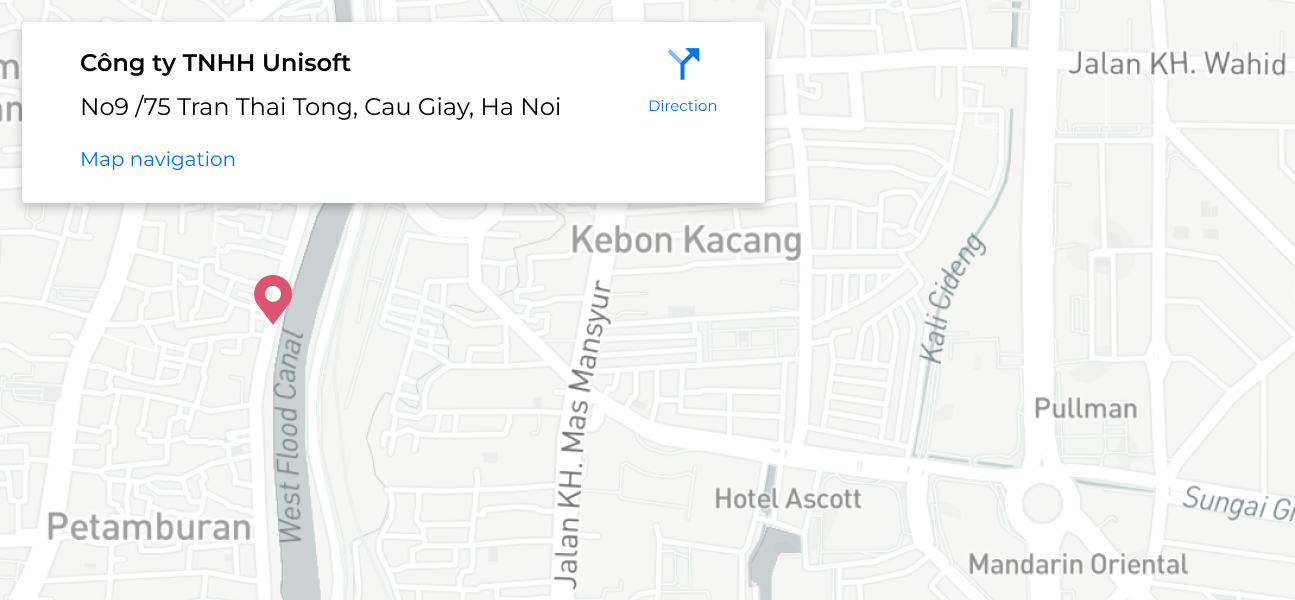 Công ty TNHH Unisoft
No9 /75 Tran Thai Tong, Cau Giay, Ha Noi
Map navigation
Direction
Jalan KH. Wahid
Kebon Kacang
Kali Cideng
Jalan KH. Mas Mansyur
West Flood Canal
Pullman
Hotel Ascott
Sungai
Petamburan
Mandarin Oriental